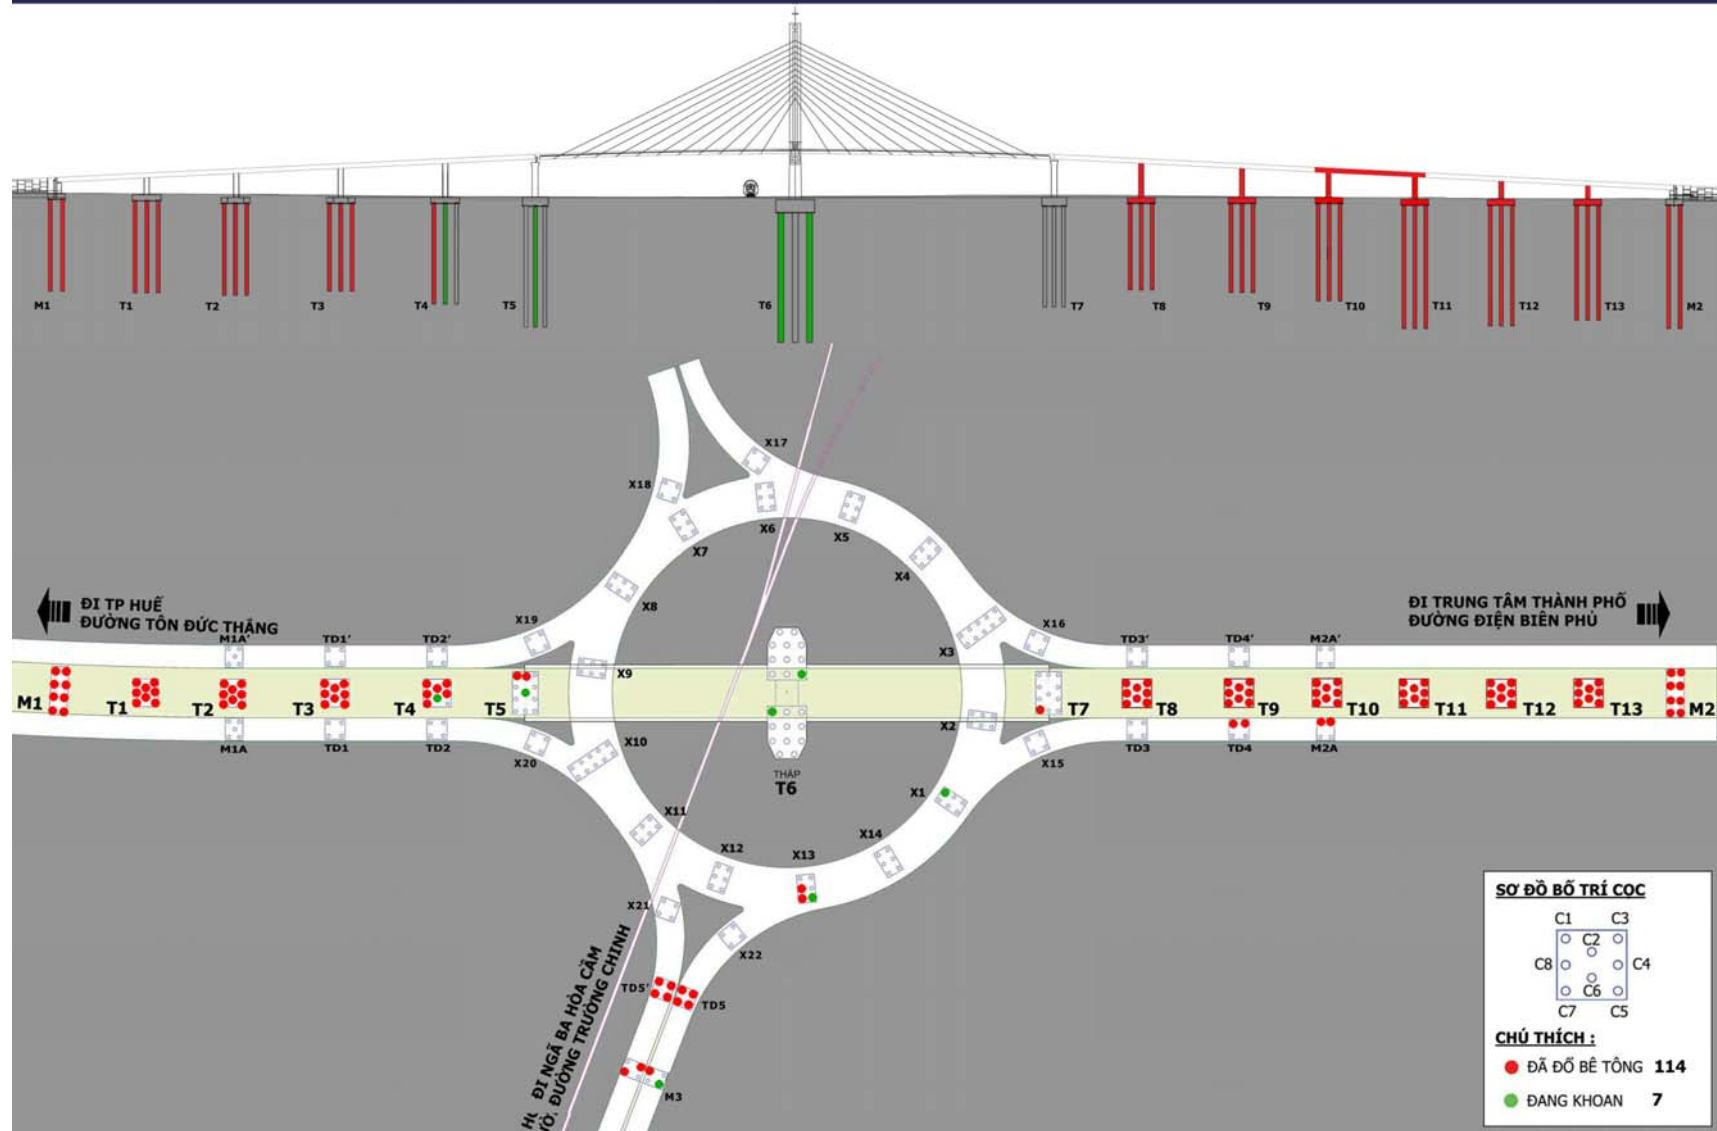 M1 T1 T2 T3 T4 T5 T6 T7 T8 T9 T10 T11 T12 T13 M2
X17
X18
X6
X5
X7
X4
X8
ĐI TP HUẾ
ĐƯỜNG TÔN ĐỨC THẮNG
ĐI TRUNG TÂM THÀNH PHỐ
ĐƯỜNG ĐIỆN BIÊN PHỦ
X19
X16
M1A' TD1' TD2'
X3
TD3' TD4' M2A'
X9
M1 T1 T2 T3 T4 T5
T7 T8 T9 T10 T11 T12 T13 M2
X2
M1A TD1 TD2
X10
TD3 TD4 M2A
X20
X15
THÁP
T6
X1
X11
X14
X12
X13
X21
X22
TD5'
TD5
ĐI NGÃ BA HÒA CẦM
ĐƯỜNG TRƯỜNG CHINH
M3
SƠ ĐỒ BỐ TRÍ CỌC
C1 C3
C2
C8 C4
C6
C7 C5
CHÚ THÍCH :
ĐÃ ĐỔ BÊ TÔNG 114
ĐANG KHOAN 7